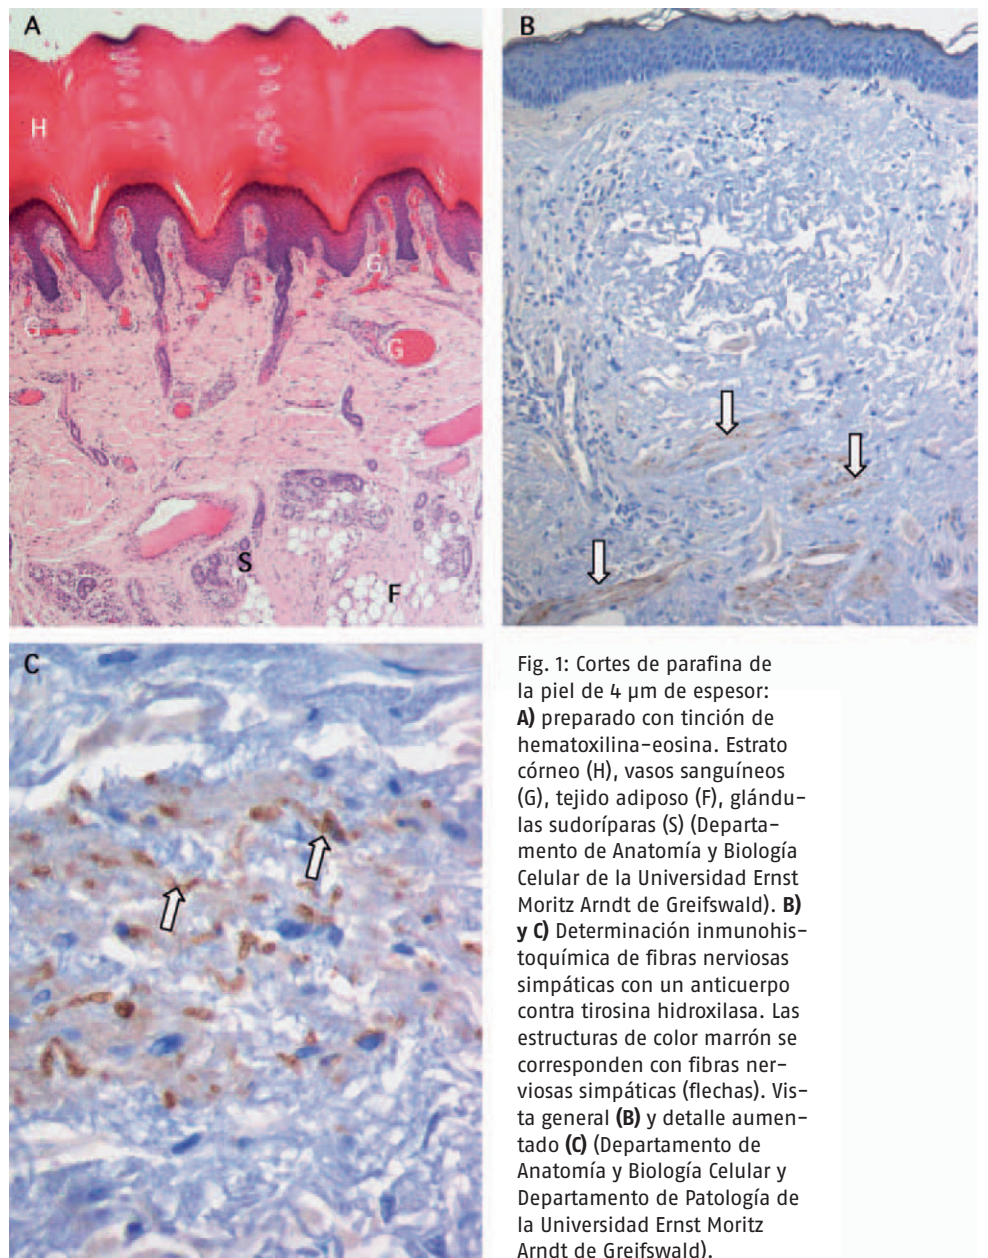 A
B
H
G
G
G
S
F
C
Fig. 1: Cortes de parafina de
la piel de 4 µm de espesor:
A) preparado con tinción de
hematoxilina-eosina. Estrato
córneo (H), vasos sanguíneos
(G), tejido adiposo (F), glándu-
las sudoríparas (S) (Departa-
mento de Anatomía y Biología
Celular de la Universidad Ernst
Moritz Arndt de Greifswald). B)
y C) Determinación inmunohis-
toquímica de fibras nerviosas
simpáticas con un anticuerpo
contra tirosina hidroxilasa. Las
estructuras de color marrón se
corresponden con fibras ner-
viosas simpáticas (flechas). Vis-
ta general (B) y detalle aumen-
tado (C) (Departamento de
Anatomía y Biología Celular y
Departamento de Patología de
la Universidad Ernst Moritz
Arndt de Greifswald).